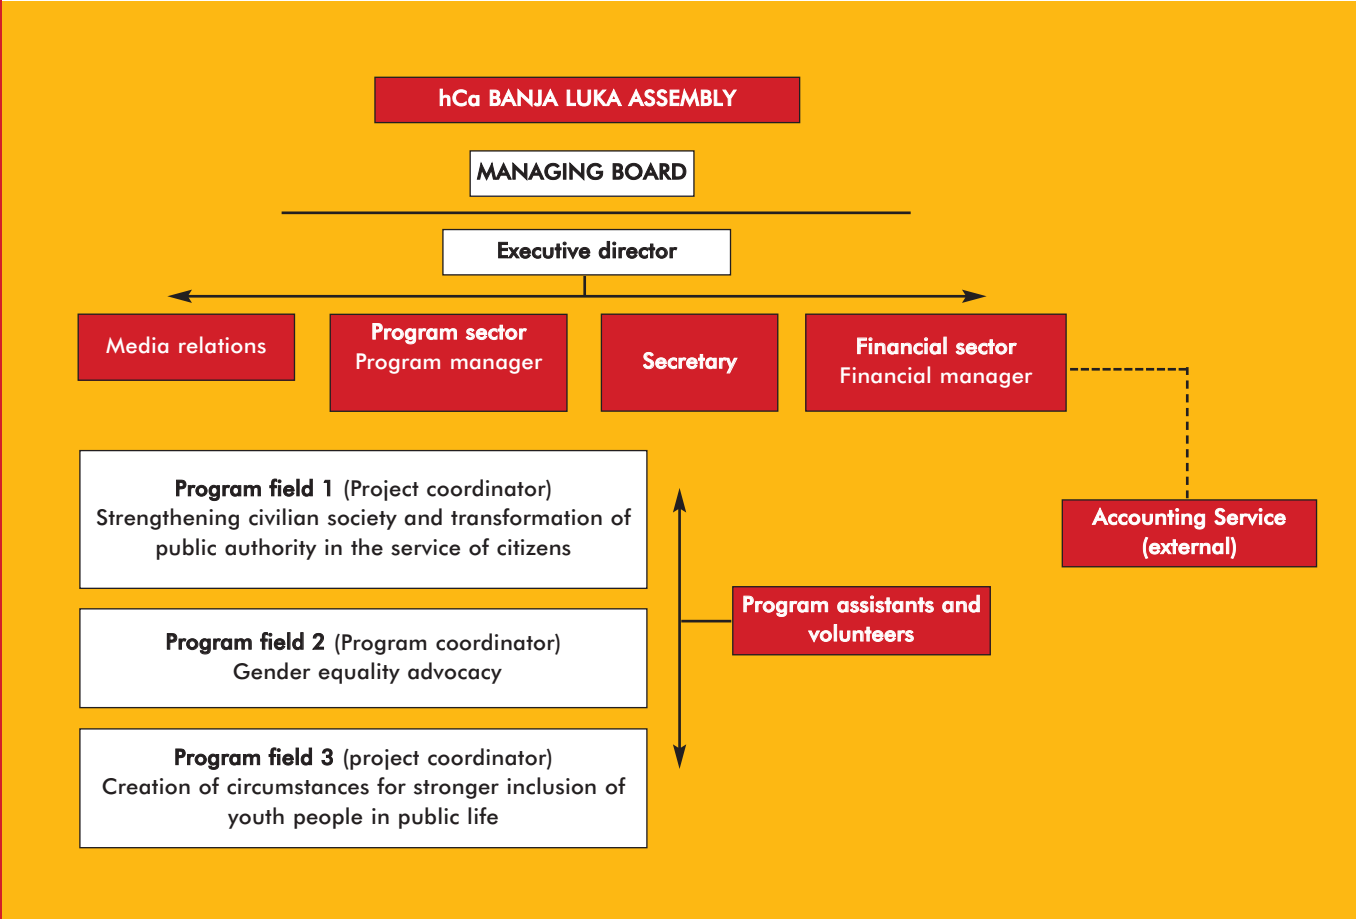 hCa BANJA LUKA ASSEMBLY
MANAGING BOARD
Executive director
Media relations
Program sector
Program manager
Secretary
Financial sector
Financial manager
Program field 1 (Project coordinator)
Strengthening civilian society and transformation of
public authority in the service of citizens
Accounting Service
(external)
Program assistants and
volunteers
Program field 2 (Program coordinator)
Gender equality advocacy
Program field 3 (project coordinator)
Creation of circumstances for stronger inclusion of
youth people in public life